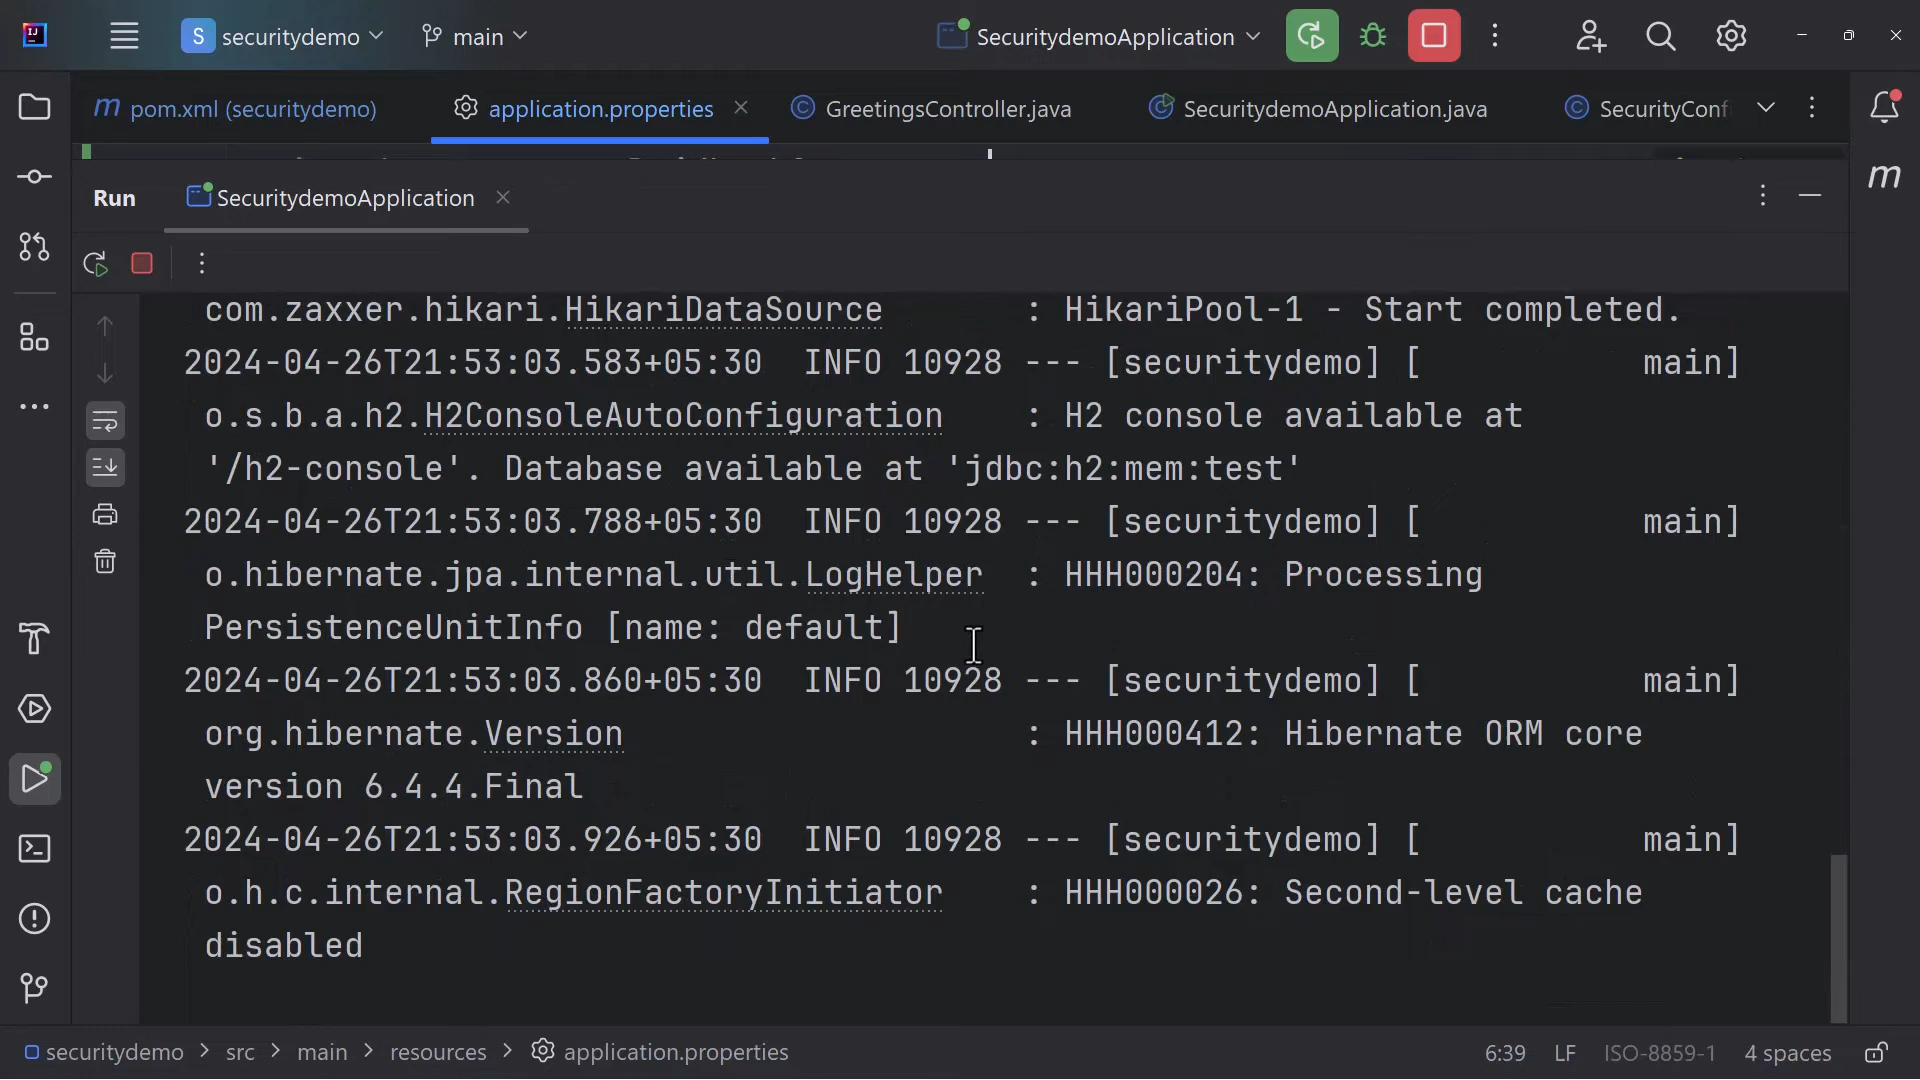 S securitydemo main SecuritydemoApplication
m pom.xml (securitydemo) application.properties GreetingsController.java SecuritydemoApplication.java SecurityConf
Run SecuritydemoApplication
com.zaxxer.hikari.HikariDataSource : HikariPool-1 - Start completed.
2024-04-26T21:53:03.583+05:30 INFO 10928 --- [securitydemo] [ main]
o.s.b.a.h2.H2ConsoleAutoConfiguration : H2 console available at
'/h2-console'. Database available at 'jdbc:h2:mem:test'
2024-04-26T21:53:03.788+05:30 INFO 10928 --- [securitydemo] [ main]
o.hibernate.jpa.internal.util.LogHelper : HHH000204: Processing
PersistenceUnitInfo [name: default]
2024-04-26T21:53:03.860+05:30 INFO 10928 --- [securitydemo] [ main]
org.hibernate.Version : HHH000412: Hibernate ORM core
version 6.4.4.Final
2024-04-26T21:53:03.926+05:30 INFO 10928 --- [securitydemo] [ main]
o.h.c.internal.RegionFactoryInitiator : HHH000026: Second-level cache
disabled
securitydemo > src > main > resources > application.properties 6:39 LF ISO-8859-1 4 spaces